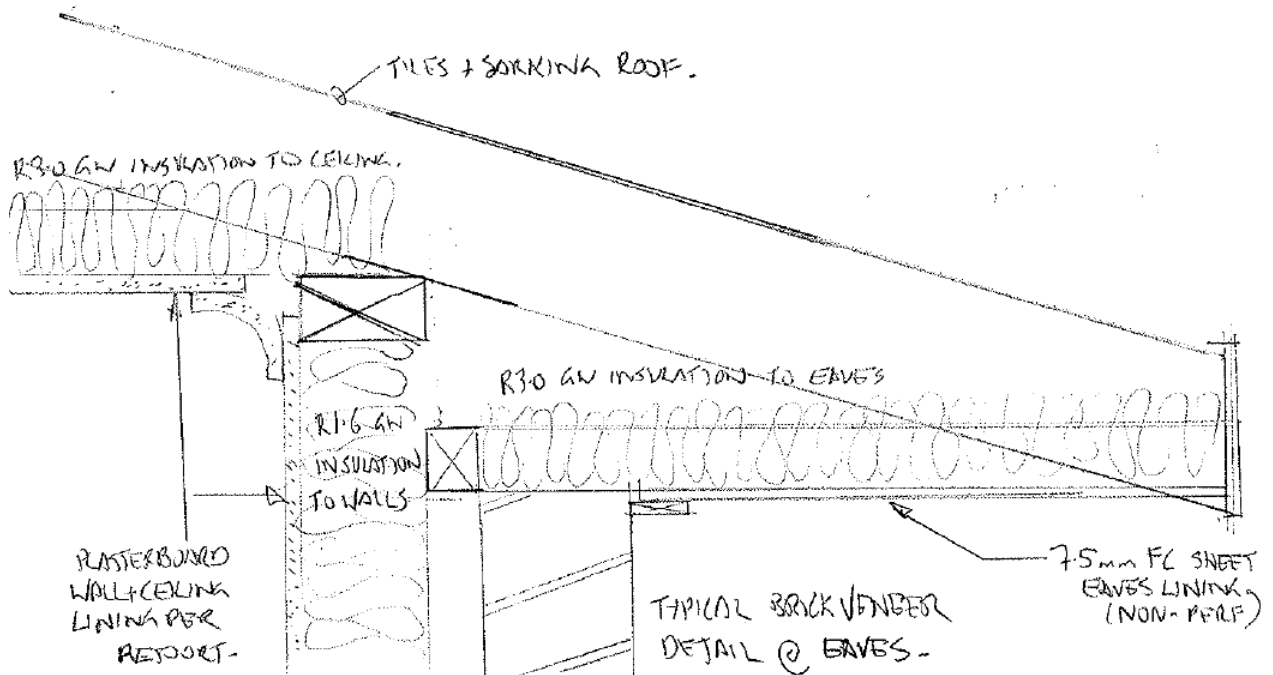 TILES + SARKING ROOF.
R3.0 GW INSULATION TO CEILING.
R3.0 GW INSULATION TO EAVES
R1.6 GW
INSULATION
TO WALLS
PLASTERBOARD
WALL+CEILING
LINING PER
REPORT.
TYPICAL BRICK VENEER
DETAIL @ EAVES.
7.5mm FC SHEET
EAVES LINING,
(NON-PERF)